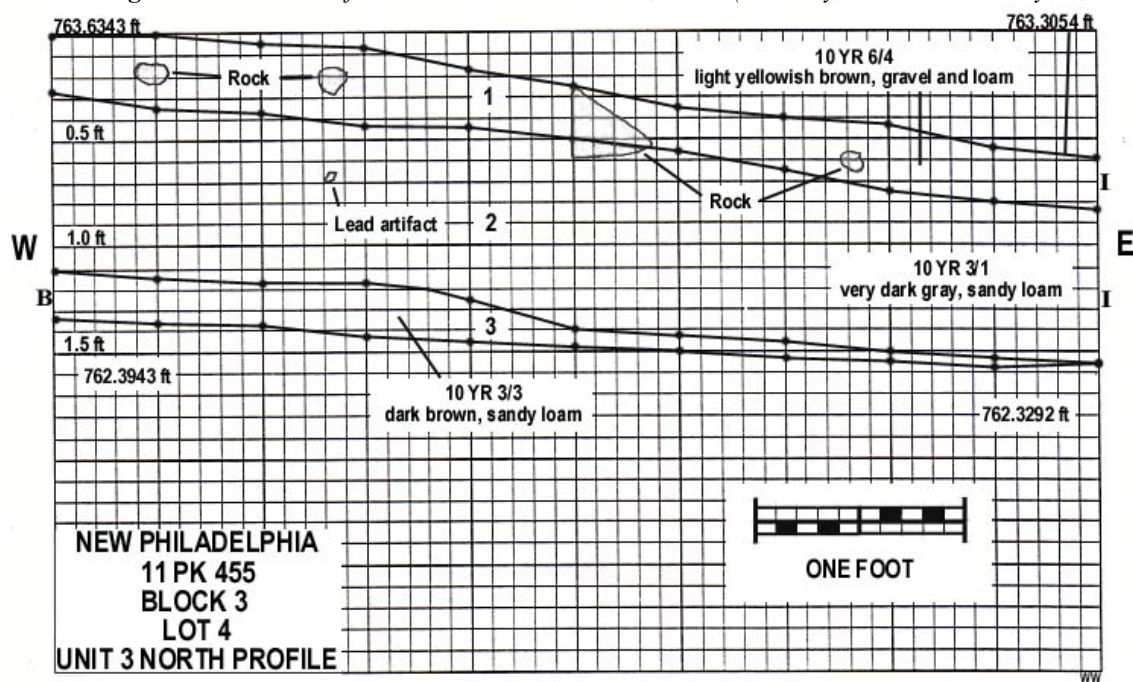 763.6343 ft
763.3054 ft
10 YR 6/4
light yellowish brown, gravel and loam
Rock
1
0.5 ft
I
Rock
Lead artifact
2
W
1.0 ft
E
10 YR 3/1
very dark gray, sandy loam
B
I
3
1.5 ft
762.3943 ft
10 YR 3/3
dark brown, sandy loam
762.3292 ft
NEW PHILADELPHIA
11 PK 455
BLOCK 3
LOT 4
UNIT 3 NORTH PROFILE
ONE FOOT
WW